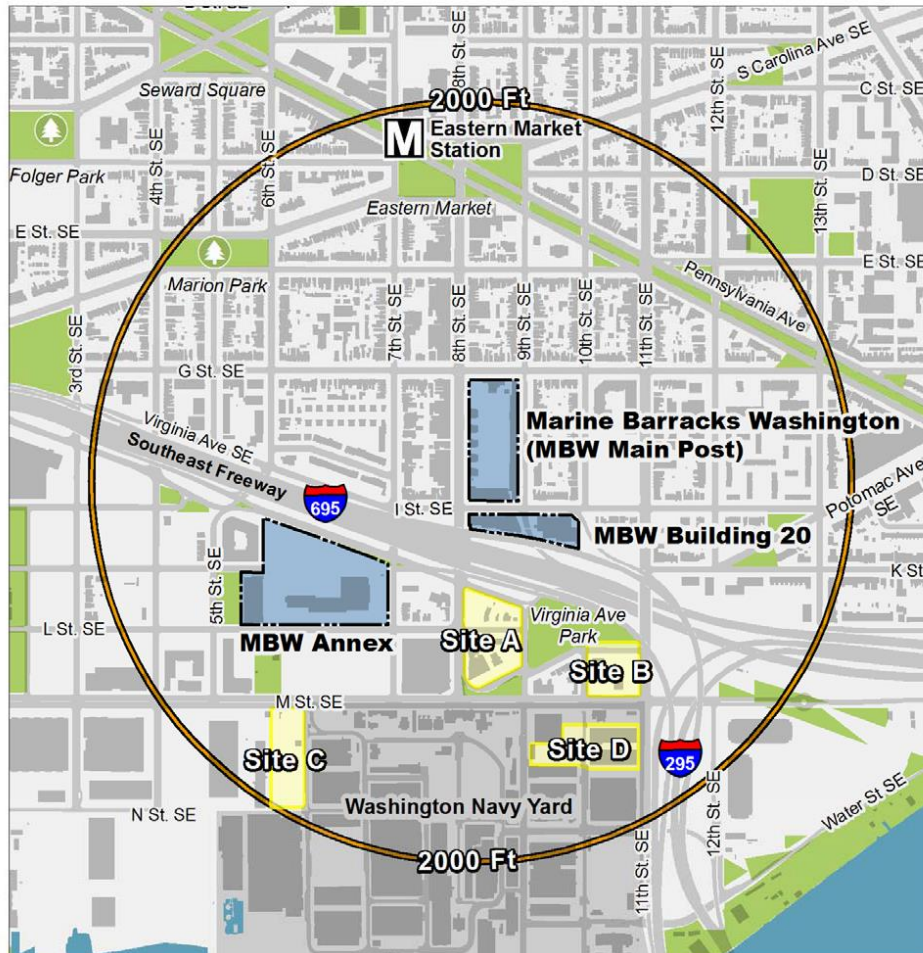 D St. SE
8th St. SE
12th St. SE
S Carolina Ave SE
Seward Square
2000 Ft
C St. SE
M
Eastern Market
Station
4th St. SE
6th St. SE
Folger Park
D St. SE
13th St. SE
Eastern Market
E St. SE
Marion Park
E St. SE
Pennsylvania Ave
3rd St. SE
7th St. SE
8th St. SE
9th St. SE
10th St. SE
11th St. SE
G St. SE
Virginia Ave SE
Southeast Freeway
Marine Barracks Washington
(MBW Main Post)
695
I St. SE
Potomac Ave
SE
MBW Building 20
5th St. SE
K St.
L St. SE
MBW Annex
Site A
Virginia Ave
Park
Site B
M St. SE
Site C
Site D
295
N St. SE
Washington Navy Yard
Water St SE
2000 Ft
11th St. SE
12th St. SE